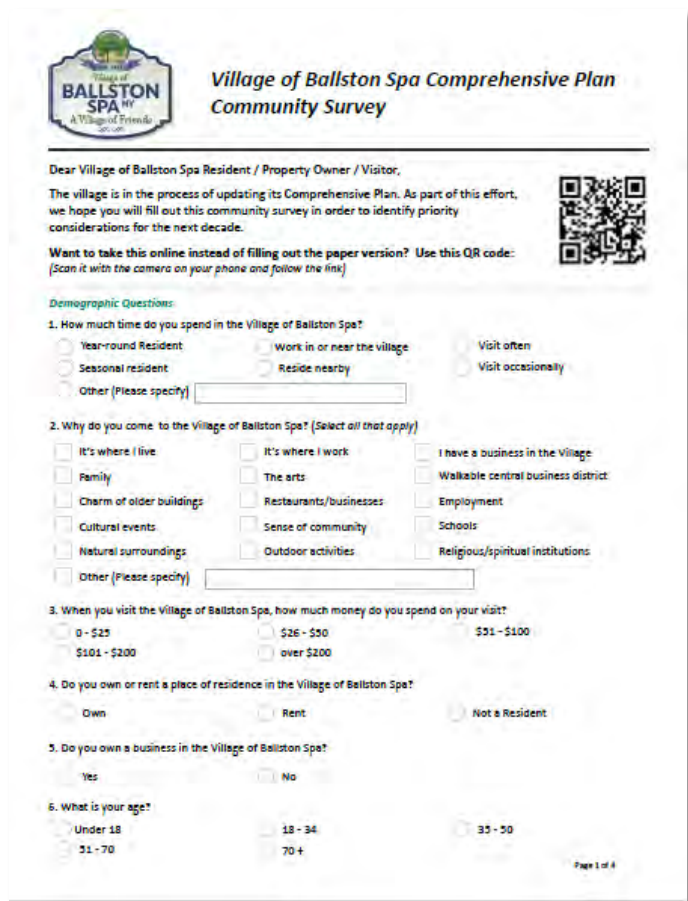 Village of
BALLSTON
SPA NY
A Village of Friends
Village of Ballston Spa Comprehensive Plan
Community Survey
Dear Village of Ballston Spa Resident / Property Owner / Visitor,
The village is in the process of updating its Comprehensive Plan. As part of this effort,
we hope you will fill out this community survey in order to identify priority
considerations for the next decade.
Want to take this online instead of filling out the paper version? Use this QR code:
(Scan it with the camera on your phone and follow the link)
Demographic Questions
1. How much time do you spend in the Village of Ballston Spa?
Year-round Resident Work in or near the village Visit often
Seasonal resident Reside nearby Visit occasionally
Other (Please specify)
2. Why do you come to the Village of Ballston Spa? (Select all that apply)
It's where I live It's where I work I have a business in the Village
Family The arts Walkable central business district
Charm of older buildings Restaurants/businesses Employment
Cultural events Sense of community Schools
Natural surroundings Outdoor activities Religious/spiritual institutions
Other (Please specify)
3. When you visit the Village of Ballston Spa, how much money do you spend on your visit?
0 - $25 $26 - $50 $51 - $100
$101 - $200 over $200
4. Do you own or rent a place of residence in the Village of Ballston Spa?
Own Rent Not a Resident
5. Do you own a business in the Village of Ballston Spa?
Yes No
6. What is your age?
Under 18 18 - 34 35 - 50
51 - 70 70 +
Page 1 of 4